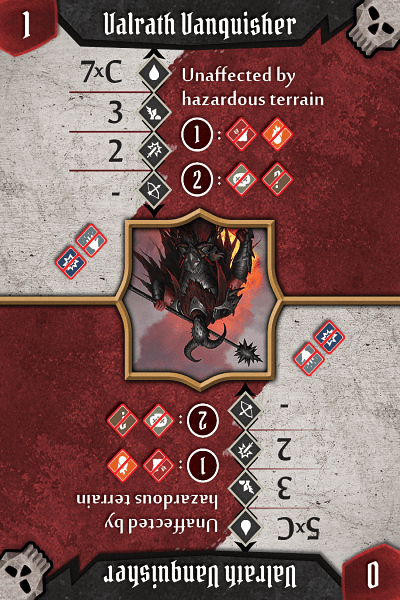 1
Valrath Vanquisher
7xC
3
2
-
Unaffected by
hazardous terrain
1:
2:
0
Valrath Vanquisher
5xC
3
2
-
Unaffected by
hazardous terrain
1:
2: